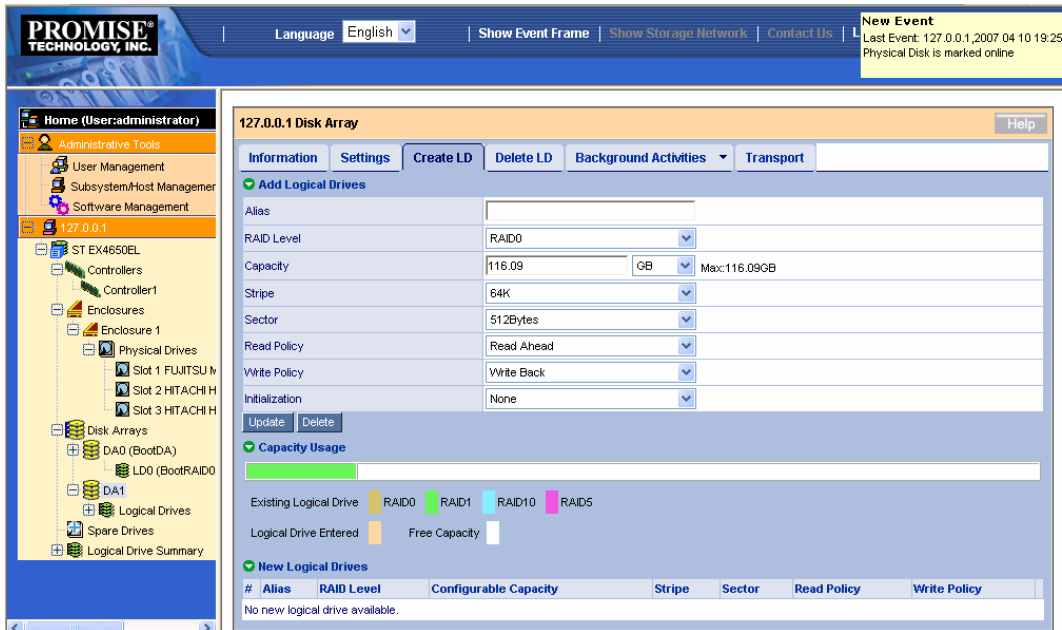 PROMISE®
TECHNOLOGY, INC.
Language English | Show Event Frame | Show Storage Network | Contact Us | L
New Event
Last Event: 127.0.0.1,2007 04 10 19:25
Physical Disk is marked online
Home (User:administrator)
Administrative Tools
User Management
Subsystem/Host Managemer
Software Management
127.0.0.1
ST EX4650EL
Controllers
Controller1
Enclosures
Enclosure 1
Physical Drives
Slot 1 FUJITSU M
Slot 2 HITACHI H
Slot 3 HITACHI H
Disk Arrays
DA0 (BootDA)
LD0 (BootRAID0
DA1
Logical Drives
Spare Drives
Logical Drive Summary
127.0.0.1 Disk Array
Help
Information Settings Create LD Delete LD Background Activities Transport
Add Logical Drives
Alias
RAID Level RAID0
Capacity 116.09 GB Max:116.09GB
Stripe 64K
Sector 512Bytes
Read Policy Read Ahead
Write Policy Write Back
Initialization None
Update Delete
Capacity Usage
Existing Logical Drive RAID0 RAID1 RAID10 RAID5
Logical Drive Entered Free Capacity
New Logical Drives
# Alias RAID Level Configurable Capacity Stripe Sector Read Policy Write Policy
No new logical drive available.